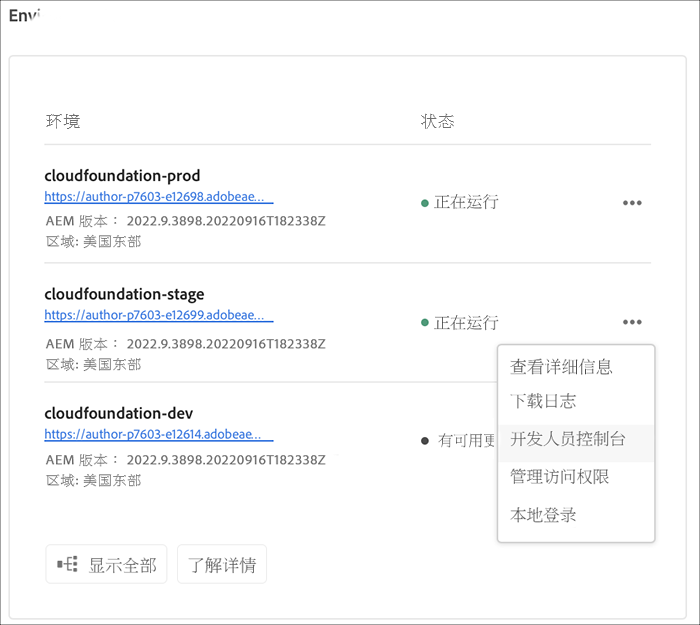 Envi
环境 状态
cloudfoundation-prod
https://author-p7603-e12698.adobeae...
正在运行
AEM 版本： 2022.9.3898.20220916T182338Z
区域: 美国东部
cloudfoundation-stage
https://author-p7603-e12699.adobeae...
正在运行
AEM 版本： 2022.9.3898.20220916T182338Z
区域: 美国东部
查看详细信息
下载日志
开发人员控制台
管理访问权限
本地登录
cloudfoundation-dev
https://author-p7603-e12614.adobeae...
有可用更
AEM 版本： 2022.9.3898.20220916T182338Z
区域: 美国东部
显示全部 了解详情